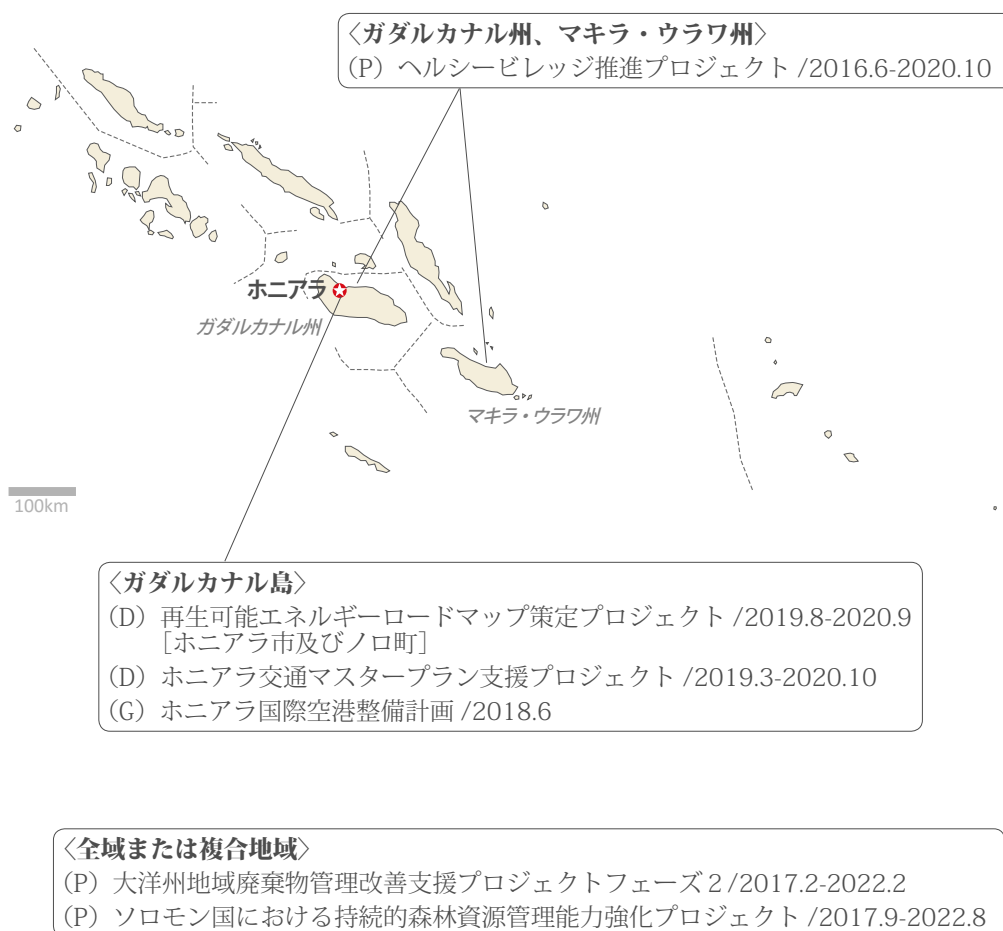 〈ガダルカナル州、マキラ・ウラワ州〉
(P) ヘルシービレッジ推進プロジェクト /2016.6-2020.10
ホニアラ
ガダルカナル州
マキラ・ウラワ州
100km
〈ガダルカナル島〉
(D) 再生可能エネルギーロードマップ策定プロジェクト /2019.8-2020.9
[ホニアラ市及びノロ町]
(D) ホニアラ交通マスタープラン支援プロジェクト /2019.3-2020.10
(G) ホニアラ国際空港整備計画 /2018.6
〈全域または複合地域〉
(P) 大洋州地域廃棄物管理改善支援プロジェクトフェーズ 2 /2017.2-2022.2
(P) ソロモン国における持続的森林資源管理能力強化プロジェクト /2017.9-2022.8